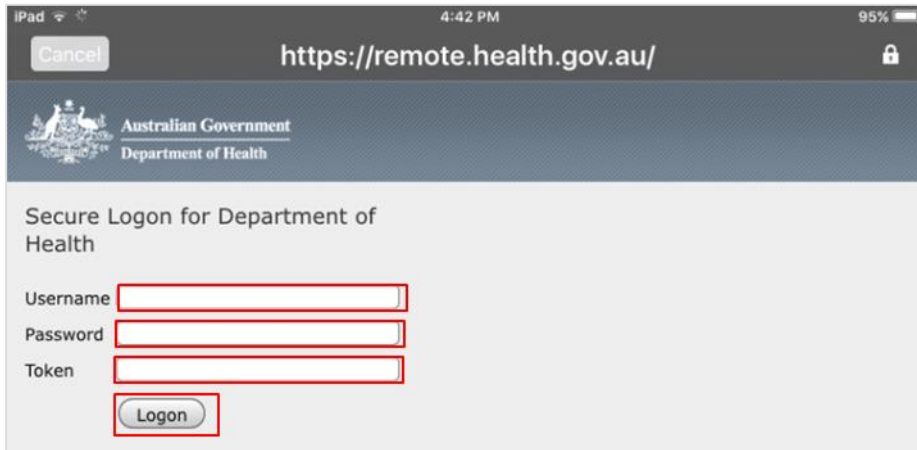 iPad 4:42 PM 95%
Cancel https://remote.health.gov.au/
Australian Government
Department of Health
Secure Logon for Department of
Health
Username
Password
Token
Logon